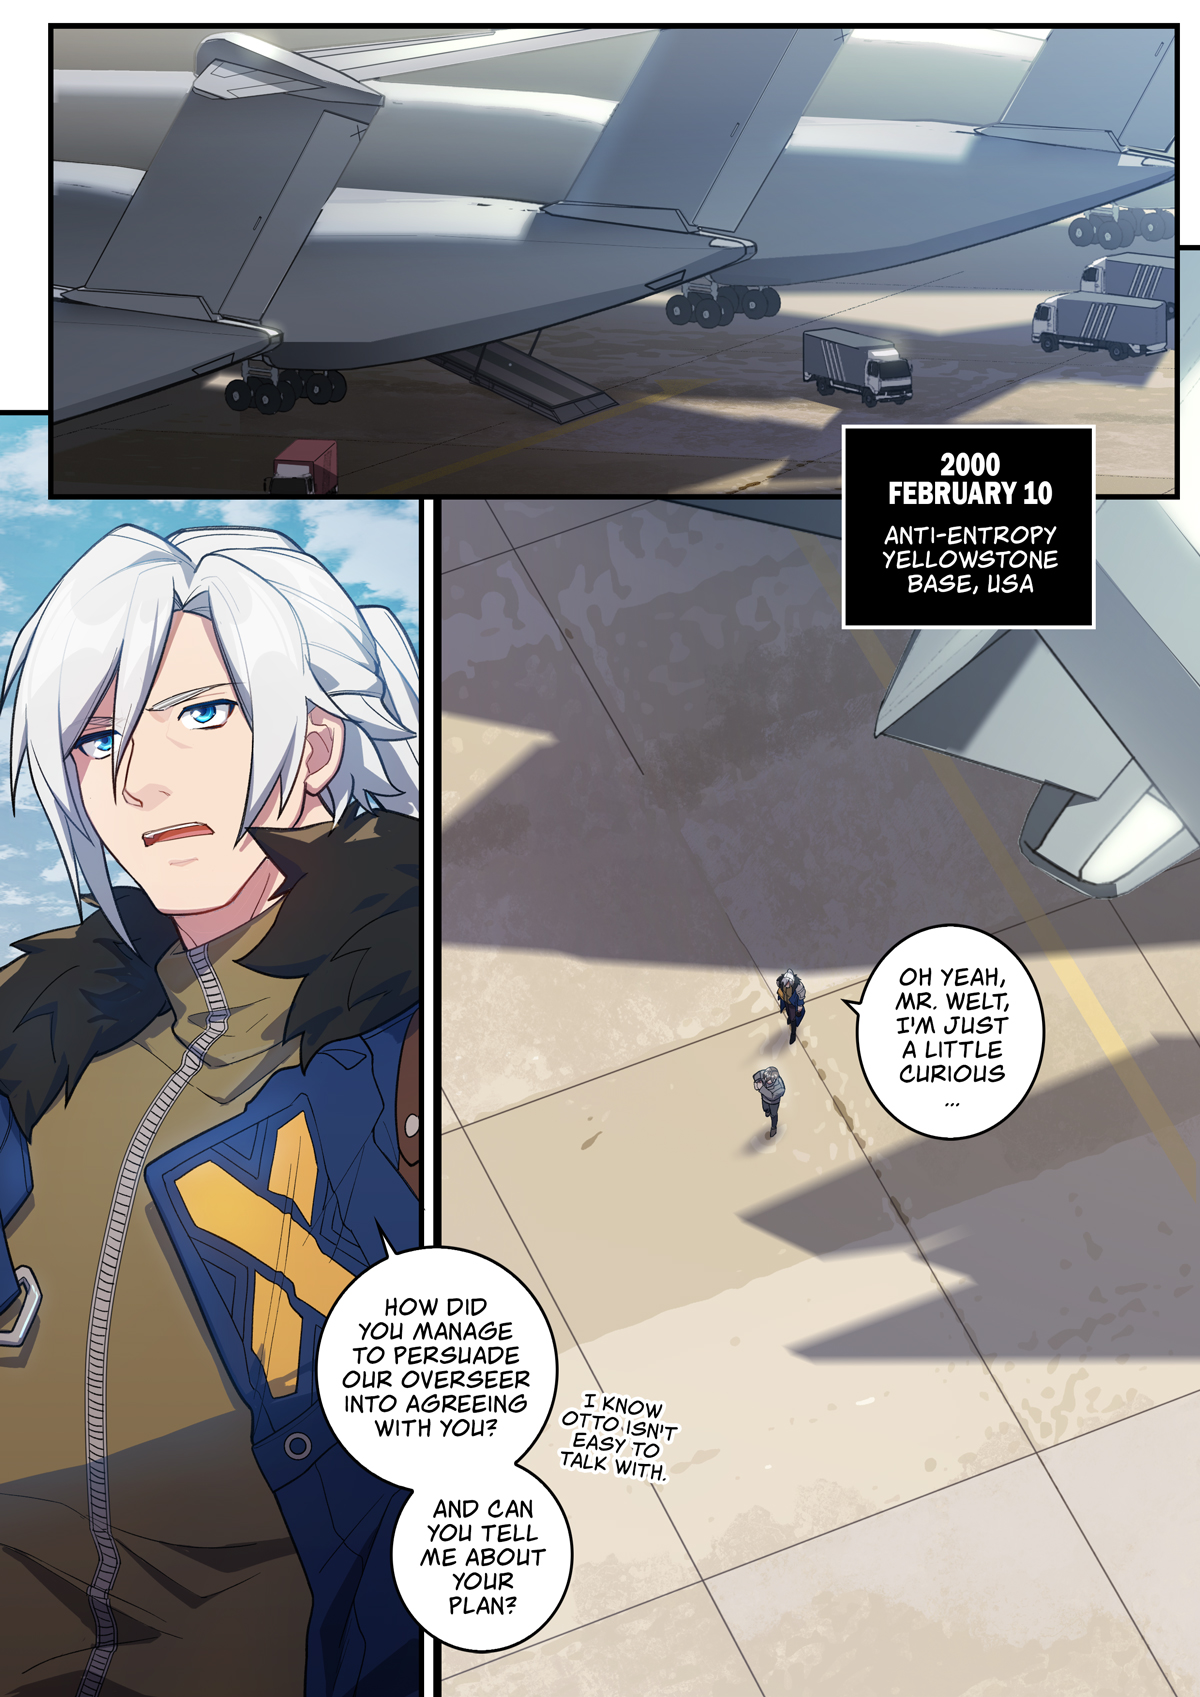 2000
FEBRUARY 10
ANTI-ENTROPY
YELLOWSTONE
BASE, USA
OH YEAH,
MR. WELT,
I'M JUST
A LITTLE
CURIOUS
...
HOW DID
YOU MANAGE
TO PERSUADE
OUR OVERSEER
INTO AGREEING
WITH YOU?
I KNOW
OTTO ISN'T
EASY TO
TALK WITH.
AND CAN
YOU TELL
ME ABOUT
YOUR
PLAN?